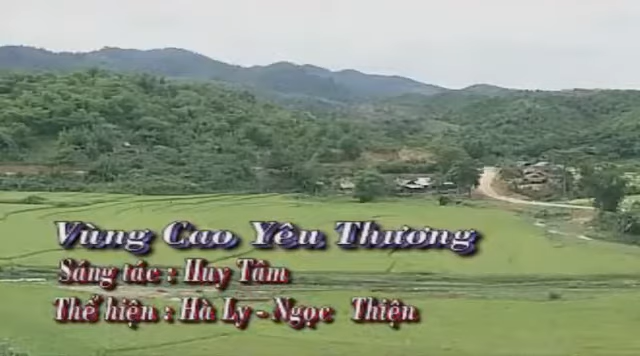 Vùng Cao Yêu Thương
Sáng tác : Huy Tâm
Thể hiện : Hà Ly - Ngọc Thiện